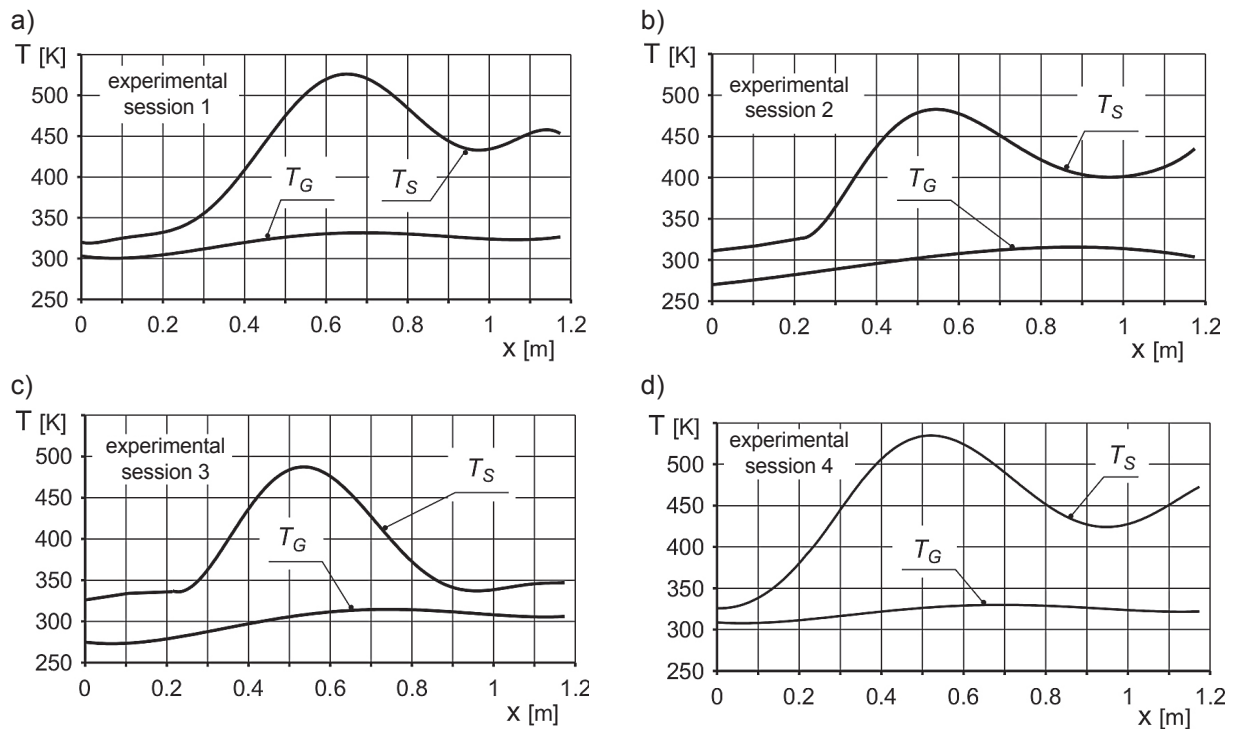 a)
T [K]
experimental
session 1
500
450
400
350
300
250
T_G
T_S
0 0.2 0.4 0.6 0.8 1 1.2
x [m]
b)
T [K]
experimental
session 2
500
450
400
350
300
250
T_S
T_G
0 0.2 0.4 0.6 0.8 1 1.2
x [m]
c)
T [K]
experimental
session 3
500
450
400
350
300
250
T_S
T_G
0 0.2 0.4 0.6 0.8 1 1.2
x [m]
d)
T [K]
experimental
session 4
500
450
400
350
300
250
T_S
T_G
0 0.2 0.4 0.6 0.8 1 1.2
x [m]